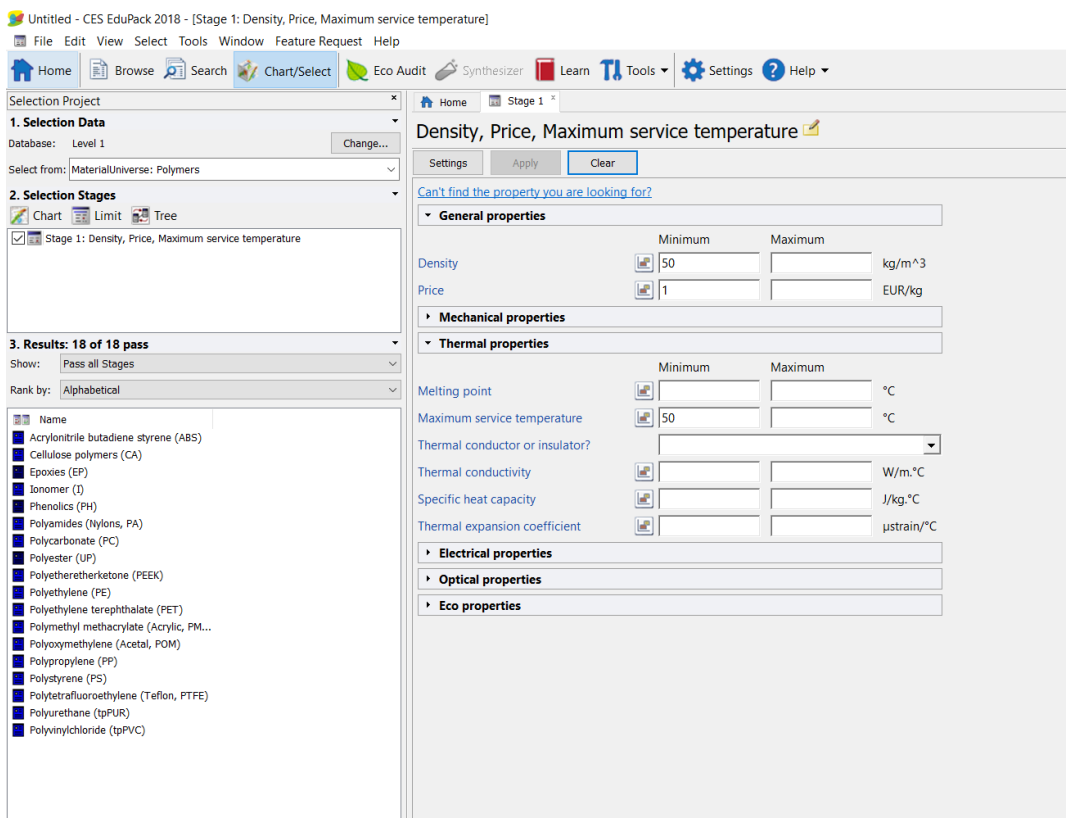 Untitled - CES EduPack 2018 - [Stage 1: Density, Price, Maximum service temperature]
File Edit View Select Tools Window Feature Request Help
Home Browse Search Chart/Select Eco Audit Synthesizer Learn Tools Settings Help
Selection Project
1. Selection Data
Database: Level 1 Change...
Select from: MaterialUniverse: Polymers
2. Selection Stages
Chart Limit Tree
Stage 1: Density, Price, Maximum service temperature
3. Results: 18 of 18 pass
Show: Pass all Stages
Rank by: Alphabetical
Name
Acrylonitrile butadiene styrene (ABS)
Cellulose polymers (CA)
Epoxies (EP)
Ionomer (I)
Phenolics (PH)
Polyamides (Nylons, PA)
Polycarbonate (PC)
Polyester (UP)
Polyetheretherketone (PEEK)
Polyethylene (PE)
Polyethylene terephthalate (PET)
Polymethyl methacrylate (Acrylic, PM...
Polyoxymethylene (Acetal, POM)
Polypropylene (PP)
Polystyrene (PS)
Polytetrafluoroethylene (Teflon, PTFE)
Polyurethane (tpPUR)
Polyvinylchloride (tpPVC)
Home Stage 1
Density, Price, Maximum service temperature
Settings Apply Clear
Can't find the property you are looking for?
General properties
Minimum Maximum
Density 50 kg/m^3
Price 1 EUR/kg
Mechanical properties
Thermal properties
Minimum Maximum
Melting point °C
Maximum service temperature 50 °C
Thermal conductor or insulator?
Thermal conductivity W/m.°C
Specific heat capacity J/kg.°C
Thermal expansion coefficient µstrain/°C
Electrical properties
Optical properties
Eco properties